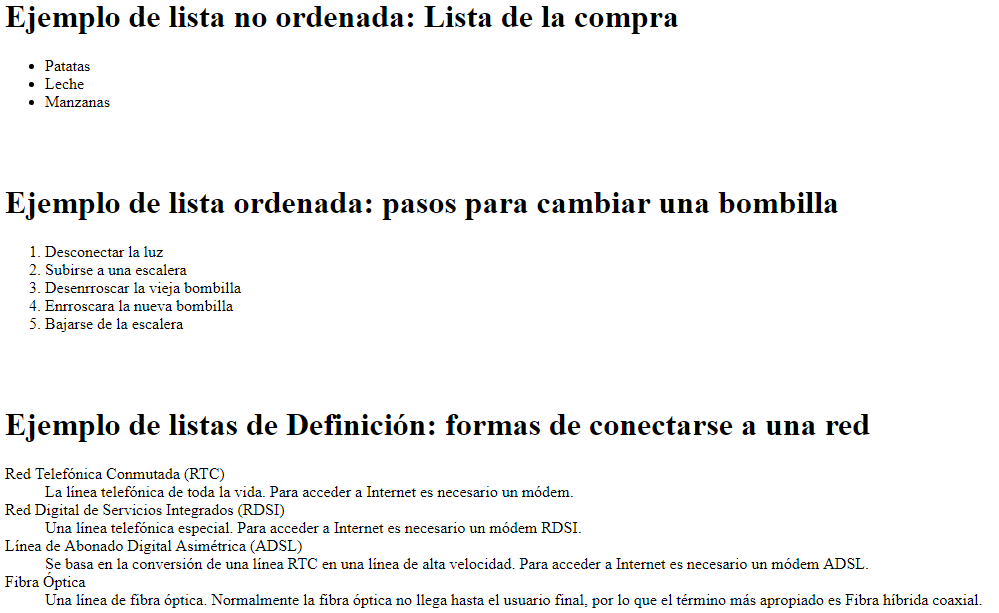 Ejemplo de lista no ordenada: Lista de la compra
• Patatas
• Leche
• Manzanas
Ejemplo de lista ordenada: pasos para cambiar una bombilla
1. Desconectar la luz
2. Subirse a una escalera
3. Desenrroscar la vieja bombilla
4. Enrroscara la nueva bombilla
5. Bajarse de la escalera
Ejemplo de listas de Definición: formas de conectarse a una red
Red Telefónica Conmutada (RTC)
La línea telefónica de toda la vida. Para acceder a Internet es necesario un módem.
Red Digital de Servicios Integrados (RDSI)
Una línea telefónica especial. Para acceder a Internet es necesario un módem RDSI.
Línea de Abonado Digital Asimétrica (ADSL)
Se basa en la conversión de una línea RTC en una línea de alta velocidad. Para acceder a Internet es necesario un módem ADSL.
Fibra Óptica
Una línea de fibra óptica. Normalmente la fibra óptica no llega hasta el usuario final, por lo que el término más apropiado es Fibra híbrida coaxial.